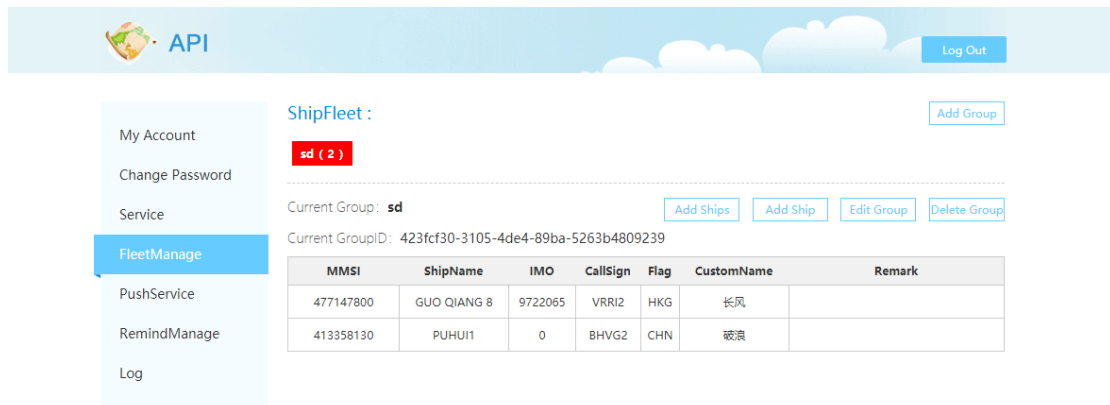 API
Log Out
My Account
Change Password
Service
FleetManage
PushService
RemindManage
Log
ShipFleet :
Add Group
sd ( 2 )
Current Group: sd
Add Ships Add Ship Edit Group Delete Group
Current GroupID: 423fcf30-3105-4de4-89ba-5263b4809239
MMSI ShipName IMO CallSign Flag CustomName Remark
477147800 GUO QIANG 8 9722065 VRRI2 HKG 长风
413358130 PUHUI1 0 BHVG2 CHN 破浪